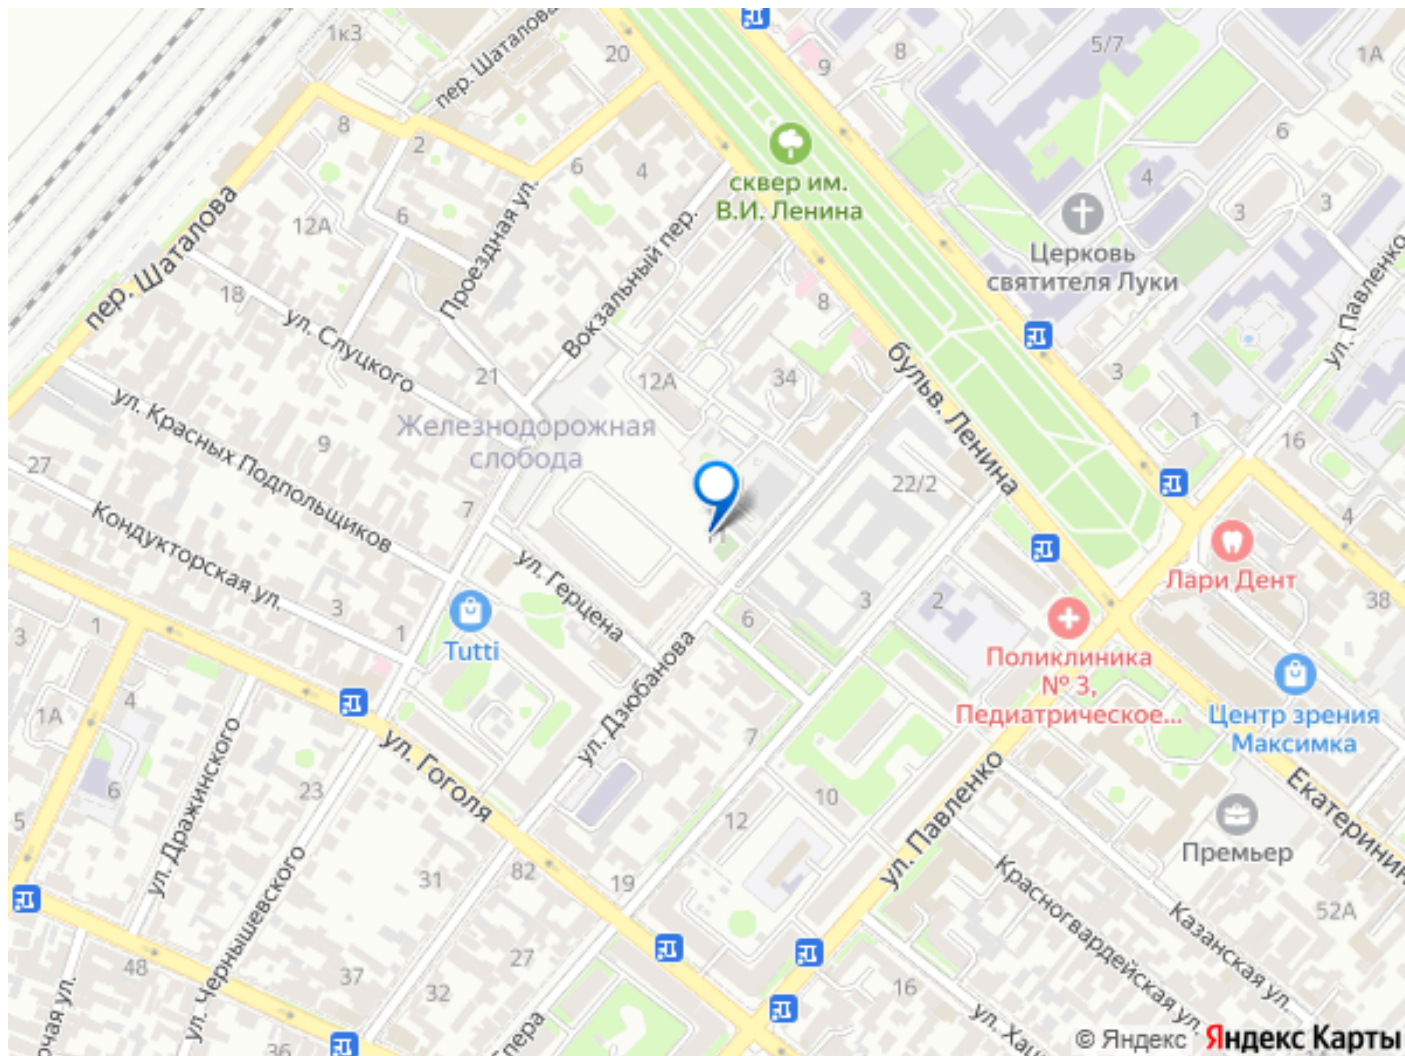 1к3
пер. Шаталова
20
9
8
5/7
1А
8
2
6
4
6
сквер им.
В.И. Ленина
4
3
3
12А
6
Проездная ул.
Вокзальный пер.
Церковь
святителя Луки
ул. Павленко
пер. Шаталова
18
ул. Слуцкого
8
бульв. Ленина
21
12А
34
3
1
16
ул. Красных Подпольщиков
9
Железнодорожная
слобода
27
7
22/2
4
Кондукторская ул.
ул. Герцена
Лари Дент
38
3
1
1
3
Tutti
6
3
2
Поликлиника
№ 3,
Педиатрическое...
Центр зрения
Максимка
1А
4
ул. Дзюбанова
7
ул. Гоголя
ул. Дражинского
23
6
5
12
10
ул. Павленко
Екатеринин
Премьер
ул. Чернышевского
31
82
19
Красногвардейская ул.
Казанская ул.
52А
48
37
32
27
16
ул. Хац
очая ул.
36
пера
© Яндекс Яндекс Карты